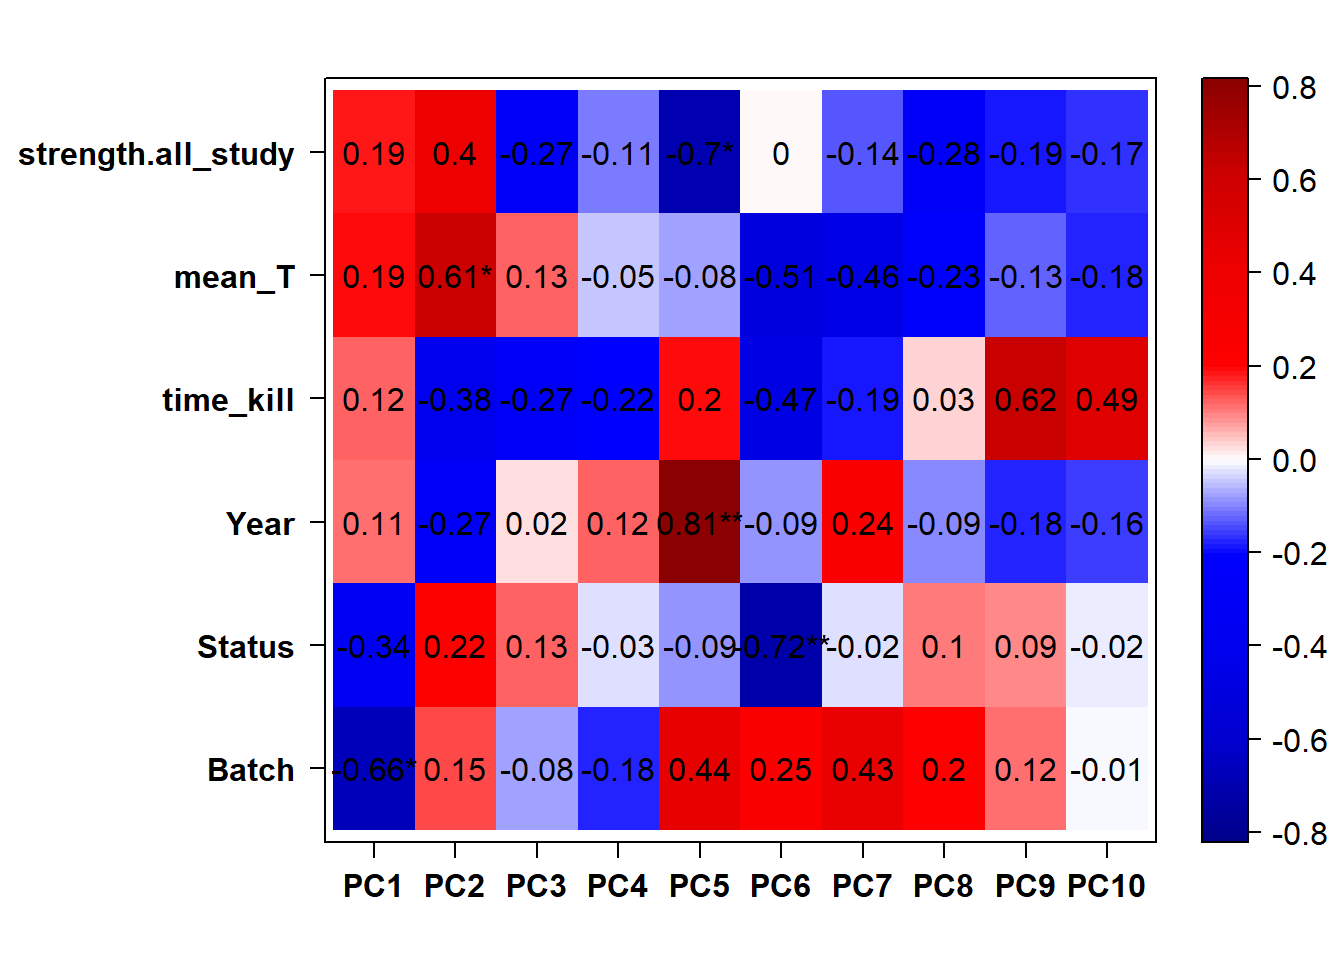 strength.all_study 0.19 0.4 -0.27 -0.11 -0.7* 0 -0.14 -0.28 -0.19 -0.17
mean_T 0.19 0.61* 0.13 -0.05 -0.08 -0.51 -0.46 -0.23 -0.13 -0.18
time_kill 0.12 -0.38 -0.27 -0.22 0.2 -0.47 -0.19 0.03 0.62 0.49
Year 0.11 -0.27 0.02 0.12 0.81** -0.09 0.24 -0.09 -0.18 -0.16
Status -0.34 0.22 0.13 -0.03 -0.09 -0.72** -0.02 0.1 0.09 -0.02
Batch -0.66* 0.15 -0.08 -0.18 0.44 0.25 0.43 0.2 0.12 -0.01
PC1 PC2 PC3 PC4 PC5 PC6 PC7 PC8 PC9 PC10
0.8
0.6
0.4
0.2
0.0
-0.2
-0.4
-0.6
-0.8